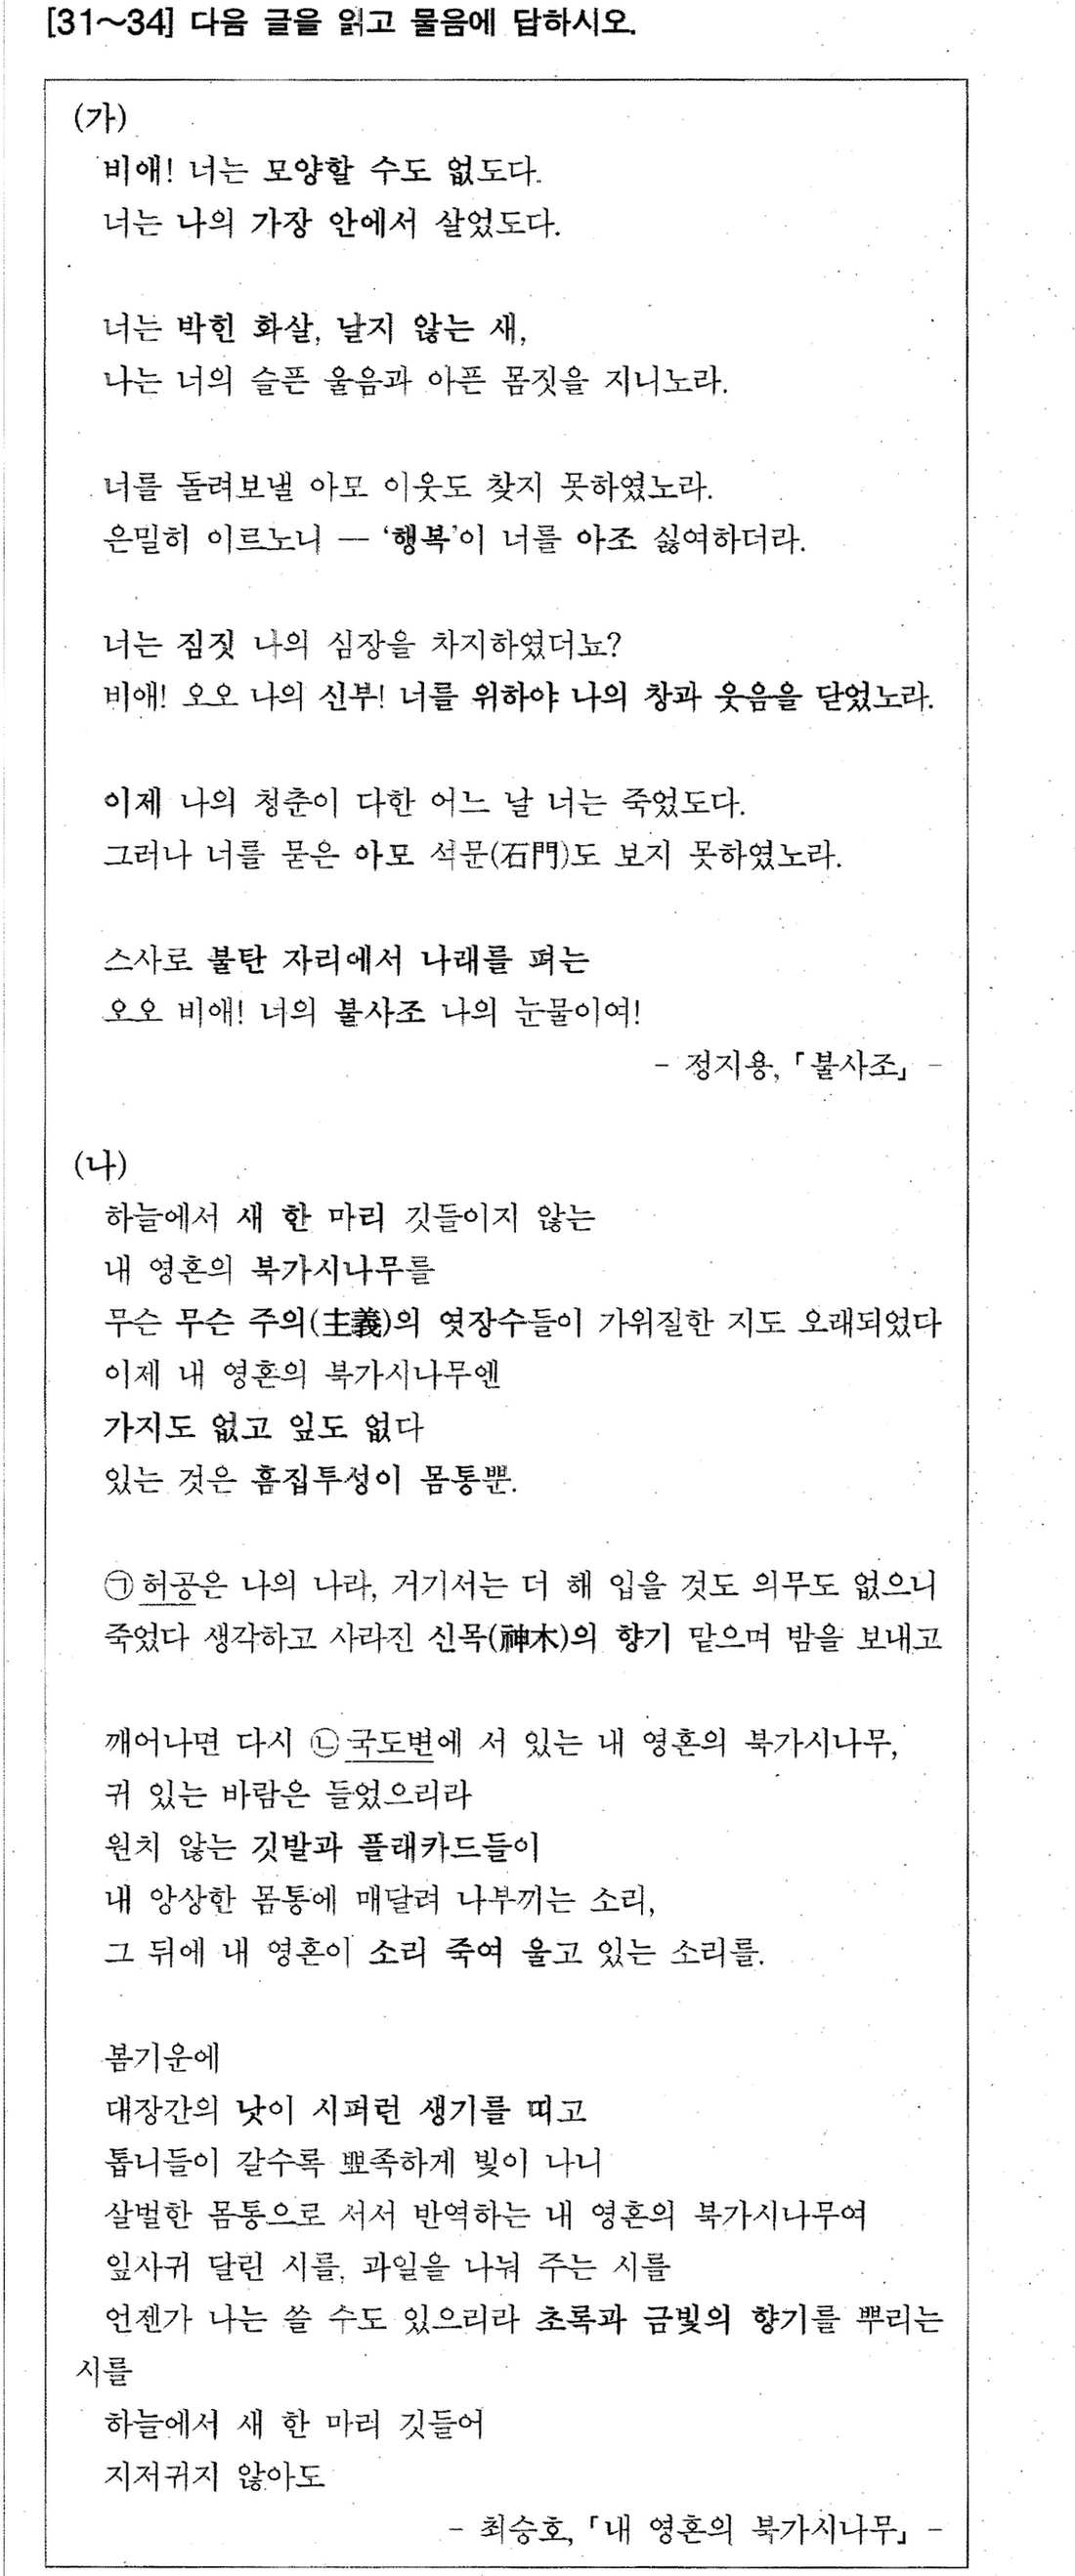 [31～34] 다음 글을 읽고 물음에 답하시오.
(가)
비애! 너는 모양할 수도 없도다.
너는 나의 가장 안에서 살었도다.
너는 박힌 화살, 날지 않는 새,
나는 너의 슬픈 울음과 아픈 몸짓을 지니노라.
너를 돌려보낼 아모 이웃도 찾지 못하였노라.
은밀히 이르노니 — ‘행복’이 너를 아조 싫여하더라.
너는 짐짓 나의 심장을 차지하였더뇨?
비애! 오오 나의 신부! 너를 위하야 나의 창과 웃음을 닫었노라.
이제 나의 청춘이 다한 어느 날 너는 죽었도다.
그러나 너를 묻은 아모 석문(石門)도 보지 못하였노라.
스사로 불탄 자리에서 나래를 펴는
오오 비애! 너의 불사조 나의 눈물이여!
- 정지용, 「불사조」 -
(나)
하늘에서 새 한 마리 깃들이지 않는
내 영혼의 북가시나무를
무슨 무슨 주의(主義)의 엿장수들이 가위질한 지도 오래되었다
이제 내 영혼의 북가시나무엔
가지도 없고 잎도 없다
있는 것은 흠집투성이 몸통뿐.
㉠허공은 나의 나라, 거기서는 더 해 입을 것도 의무도 없으니
죽었다 생각하고 사라진 신목(神木)의 향기 맡으며 밤을 보내고
깨어나면 다시 ㉡국도변에 서 있는 내 영혼의 북가시나무,
귀 있는 바람은 들었으리라
원치 않는 깃발과 플래카드들이
내 앙상한 몸통에 매달려 나부끼는 소리,
그 뒤에 내 영혼이 소리 죽여 울고 있는 소리를.
봄기운에
대장간의 낫이 시퍼런 생기를 띠고
톱니들이 갈수록 뾰족하게 빛이 나니
살벌한 몸통으로 서서 반역하는 내 영혼의 북가시나무여
잎사귀 달린 시를, 과일을 나눠 주는 시를
언젠가 나는 쓸 수도 있으리라 초록과 금빛의 향기를 뿌리는
시를
하늘에서 새 한 마리 깃들어
지저귀지 않아도
- 최승호, 「내 영혼의 북가시나무」 -